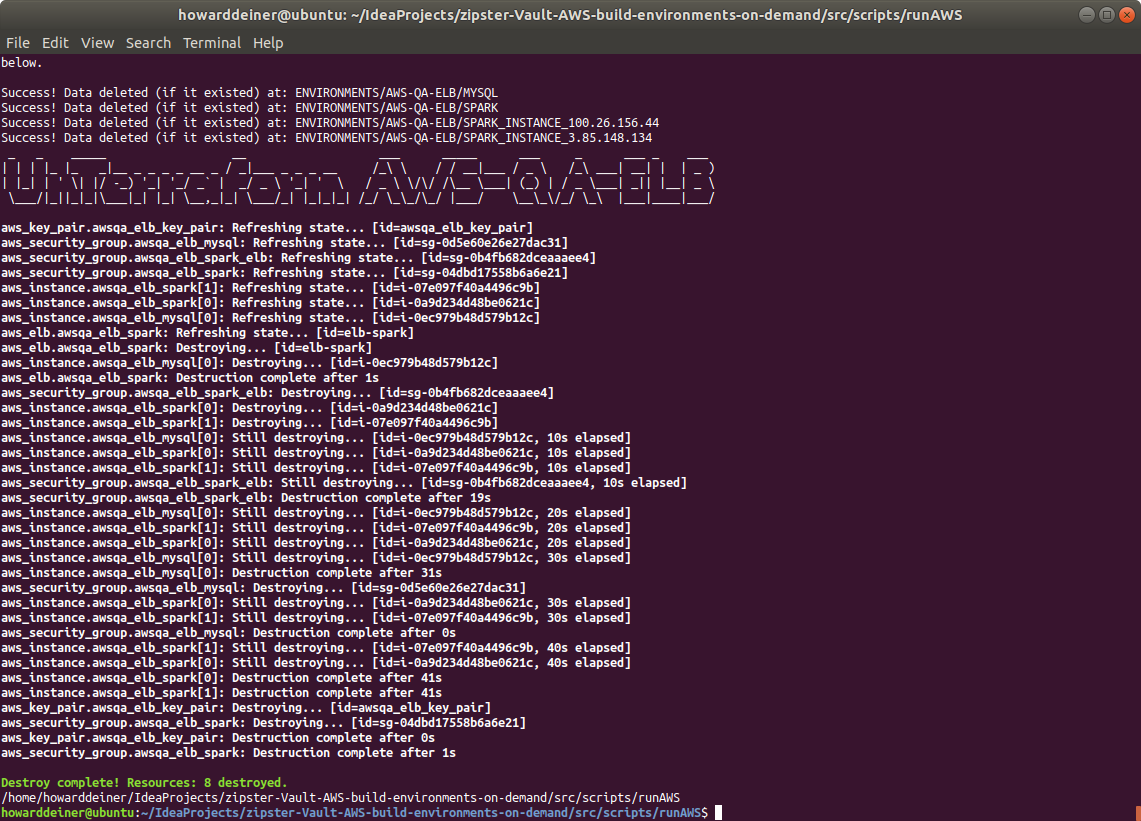 howarddeiner@ubuntu: ~/IdeaProjects/zipster-Vault-AWS-build-environments-on-demand/src/scripts/runAWS
File Edit View Search Terminal Help
below.
Success! Data deleted (if it existed) at: ENVIRONMENTS/AWS-QA-ELB/MYSQL
Success! Data deleted (if it existed) at: ENVIRONMENTS/AWS-QA-ELB/SPARK
Success! Data deleted (if it existed) at: ENVIRONMENTS/AWS-QA-ELB/SPARK_INSTANCE_100.26.156.44
Success! Data deleted (if it existed) at: ENVIRONMENTS/AWS-QA-ELB/SPARK_INSTANCE_3.85.148.134
UnTerraform AWS-QA-ELB
aws_key_pair.awsqa_elb_key_pair: Refreshing state... [id=awsqa_elb_key_pair]
aws_security_group.awsqa_elb_mysql: Refreshing state... [id=sg-0d5e60e26e27dac31]
aws_security_group.awsqa_elb_spark_elb: Refreshing state... [id=sg-0b4fb682dceaaaee4]
aws_security_group.awsqa_elb_spark: Refreshing state... [id=sg-04dbd17558b6a6e21]
aws_instance.awsqa_elb_spark[1]: Refreshing state... [id=i-07e097f40a4496c9b]
aws_instance.awsqa_elb_spark[0]: Refreshing state... [id=i-0a9d234d48be0621c]
aws_instance.awsqa_elb_mysql[0]: Refreshing state... [id=i-0ec979b48d579b12c]
aws_elb.awsqa_elb_spark: Refreshing state... [id=elb-spark]
aws_elb.awsqa_elb_spark: Destroying... [id=elb-spark]
aws_instance.awsqa_elb_mysql[0]: Destroying... [id=i-0ec979b48d579b12c]
aws_elb.awsqa_elb_spark: Destruction complete after 1s
aws_security_group.awsqa_elb_spark_elb: Destroying... [id=sg-0b4fb682dceaaaee4]
aws_instance.awsqa_elb_spark[0]: Destroying... [id=i-0a9d234d48be0621c]
aws_instance.awsqa_elb_spark[1]: Destroying... [id=i-07e097f40a4496c9b]
aws_instance.awsqa_elb_mysql[0]: Still destroying... [id=i-0ec979b48d579b12c, 10s elapsed]
aws_instance.awsqa_elb_spark[0]: Still destroying... [id=i-0a9d234d48be0621c, 10s elapsed]
aws_instance.awsqa_elb_spark[1]: Still destroying... [id=i-07e097f40a4496c9b, 10s elapsed]
aws_security_group.awsqa_elb_spark_elb: Still destroying... [id=sg-0b4fb682dceaaaee4, 10s elapsed]
aws_security_group.awsqa_elb_spark_elb: Destruction complete after 19s
aws_instance.awsqa_elb_mysql[0]: Still destroying... [id=i-0ec979b48d579b12c, 20s elapsed]
aws_instance.awsqa_elb_spark[1]: Still destroying... [id=i-07e097f40a4496c9b, 20s elapsed]
aws_instance.awsqa_elb_spark[0]: Still destroying... [id=i-0a9d234d48be0621c, 20s elapsed]
aws_instance.awsqa_elb_mysql[0]: Still destroying... [id=i-0ec979b48d579b12c, 30s elapsed]
aws_instance.awsqa_elb_mysql[0]: Destruction complete after 31s
aws_security_group.awsqa_elb_mysql: Destroying... [id=sg-0d5e60e26e27dac31]
aws_instance.awsqa_elb_spark[0]: Still destroying... [id=i-0a9d234d48be0621c, 30s elapsed]
aws_instance.awsqa_elb_spark[1]: Still destroying... [id=i-07e097f40a4496c9b, 30s elapsed]
aws_security_group.awsqa_elb_mysql: Destruction complete after 0s
aws_instance.awsqa_elb_spark[1]: Still destroying... [id=i-07e097f40a4496c9b, 40s elapsed]
aws_instance.awsqa_elb_spark[0]: Still destroying... [id=i-0a9d234d48be0621c, 40s elapsed]
aws_instance.awsqa_elb_spark[0]: Destruction complete after 41s
aws_instance.awsqa_elb_spark[1]: Destruction complete after 41s
aws_key_pair.awsqa_elb_key_pair: Destroying... [id=awsqa_elb_key_pair]
aws_security_group.awsqa_elb_spark: Destroying... [id=sg-04dbd17558b6a6e21]
aws_key_pair.awsqa_elb_key_pair: Destruction complete after 0s
aws_security_group.awsqa_elb_spark: Destruction complete after 1s
Destroy complete! Resources: 8 destroyed.
/home/howarddeiner/IdeaProjects/zipster-Vault-AWS-build-environments-on-demand/src/scripts/runAWS
howarddeiner@ubuntu:~/IdeaProjects/zipster-Vault-AWS-build-environments-on-demand/src/scripts/runAWS$